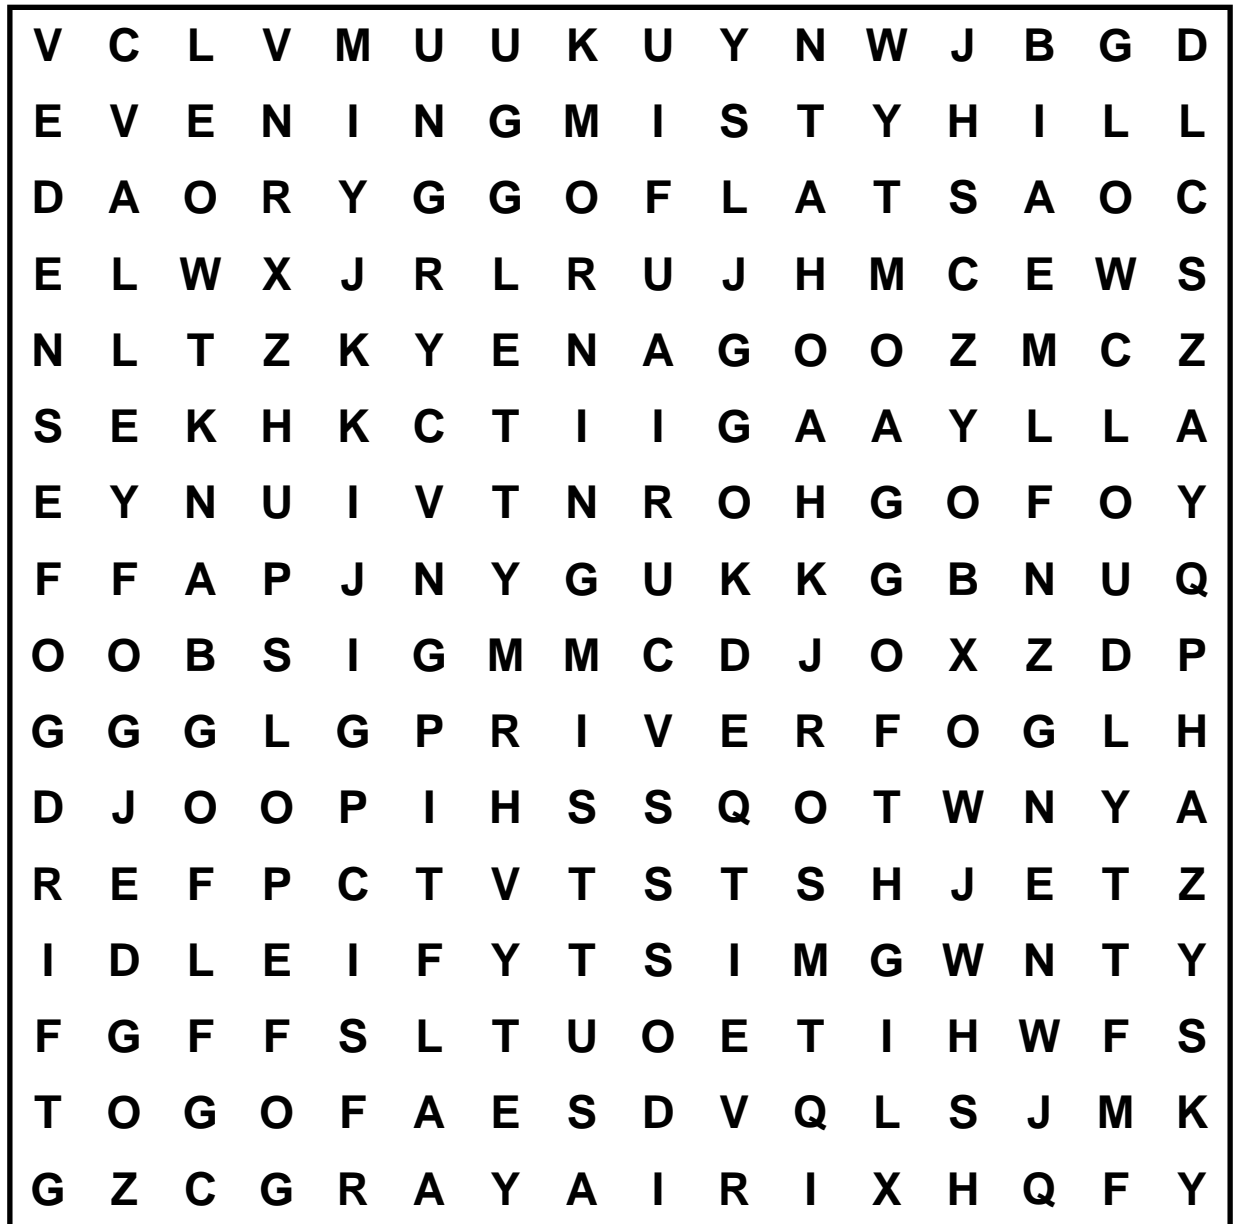 V C L V M U U K U Y N W J B G D
E V E N I N G M I S T Y H I L L
D A O R Y G G O F L A T S A O C
E L W X J R L R U J H M C E W S
N L T Z K Y E N A G O O Z M C Z
S E K H K C T I I G A A Y L L A
E Y N U I V T N R O H G O F O Y
F F A P J N Y G U K K G B N U Q
O O B S I G M M C D J O X Z D P
G G G L G P R I V E R F O G L H
D J O O P I H S S Q O T W N Y A
R E F P C T V T S T S H J E T Z
I D L E I F Y T S I M G W N T Y
F G F F S L T U O E T I H W F S
T O G O F A E S D V Q L S J M K
G Z C G R A Y A I R I X H Q F Y